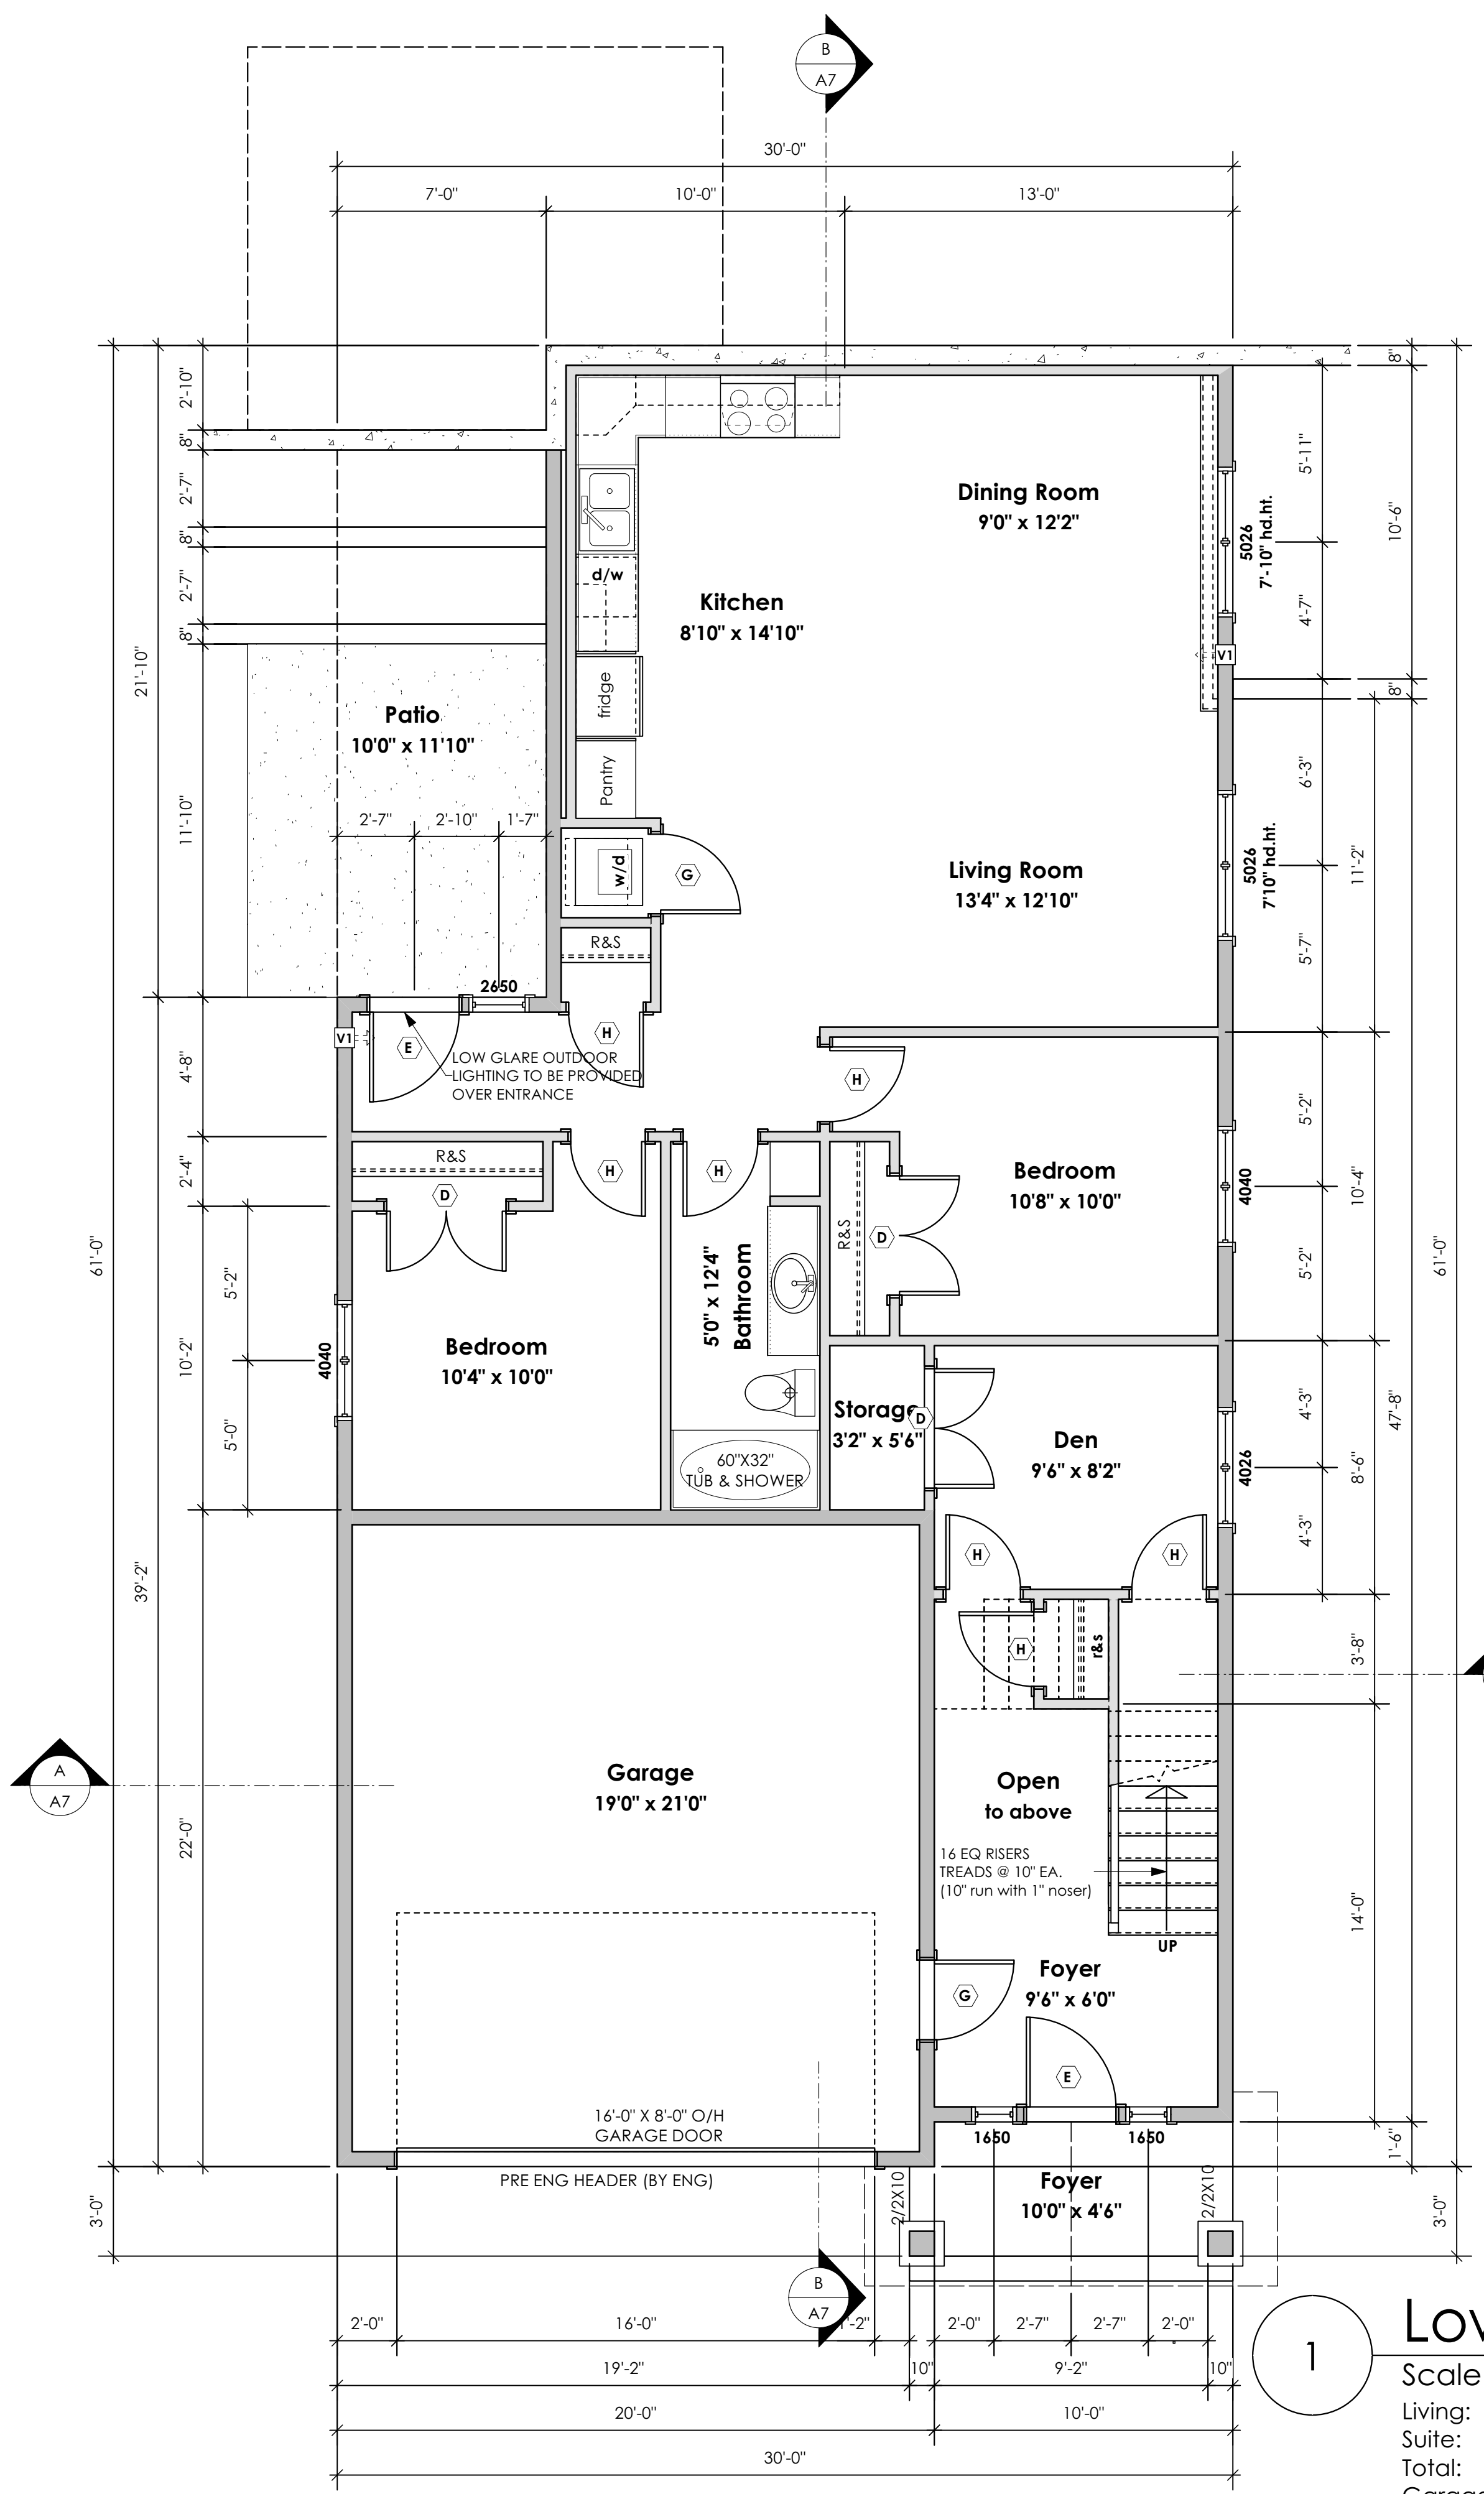 B
A7
30'-0"
7'-0"
10'-0"
13'-0"
2'-10"
8"
2'-7"
8"
2'-7"
8"
11'-10"
21'-10"
61'-0"
4'-8"
2'-4"
10'-2"
5'-2"
5'-0"
39'-2"
22'-0"
3'-0"
8"
5'-11"
10'-6"
4'-7"
8"
6'-3"
11'-2"
5'-7"
5'-2"
10'-4"
5'-2"
61'-0"
47'-8"
4'-3"
8'-6"
4'-3"
3'-8"
14'-0"
1'-6"
3'-0"
Dining Room
9'0" x 12'2"
5026
7'-10" hd.ht.
d/w
Kitchen
8'10" x 14'10"
V1
fridge
Patio
10'0" x 11'10"
Pantry
2'-7"
2'-10"
1'-7"
w/d
G
Living Room
13'4" x 12'10"
5026
7'10" hd.ht.
R&S
2650
V1
E
H
LOW GLARE OUTDOOR
LIGHTING TO BE PROVIDED
OVER ENTRANCE
H
R&S
D
H
H
Bedroom
10'8" x 10'0"
4040
R&S
D
5'0" x 12'4"
Bathroom
Bedroom
10'4" x 10'0"
4040
Storage
3'2" x 5'6"
D
Den
9'6" x 8'2"
4026
60"X32"
TUB & SHOWER
H
H
H
r&s
A
A7
Garage
19'0" x 21'0"
Open
to above
16 EQ RISERS
TREADS @ 10" EA.
(10" run with 1" noser)
UP
Foyer
9'6" x 6'0"
G
E
16'-0" X 8'-0" O/H
GARAGE DOOR
1650
1650
PRE ENG HEADER (BY ENG)
2/2X10
2/2X10
Foyer
10'0" x 4'6"
B
A7
2'-0"
16'-0"
1'-2"
2'-0"
2'-7"
2'-7"
2'-0"
19'-2"
10"
9'-2"
10"
20'-0"
10'-0"
30'-0"
1
Scale
Living:
Suite:
Total: